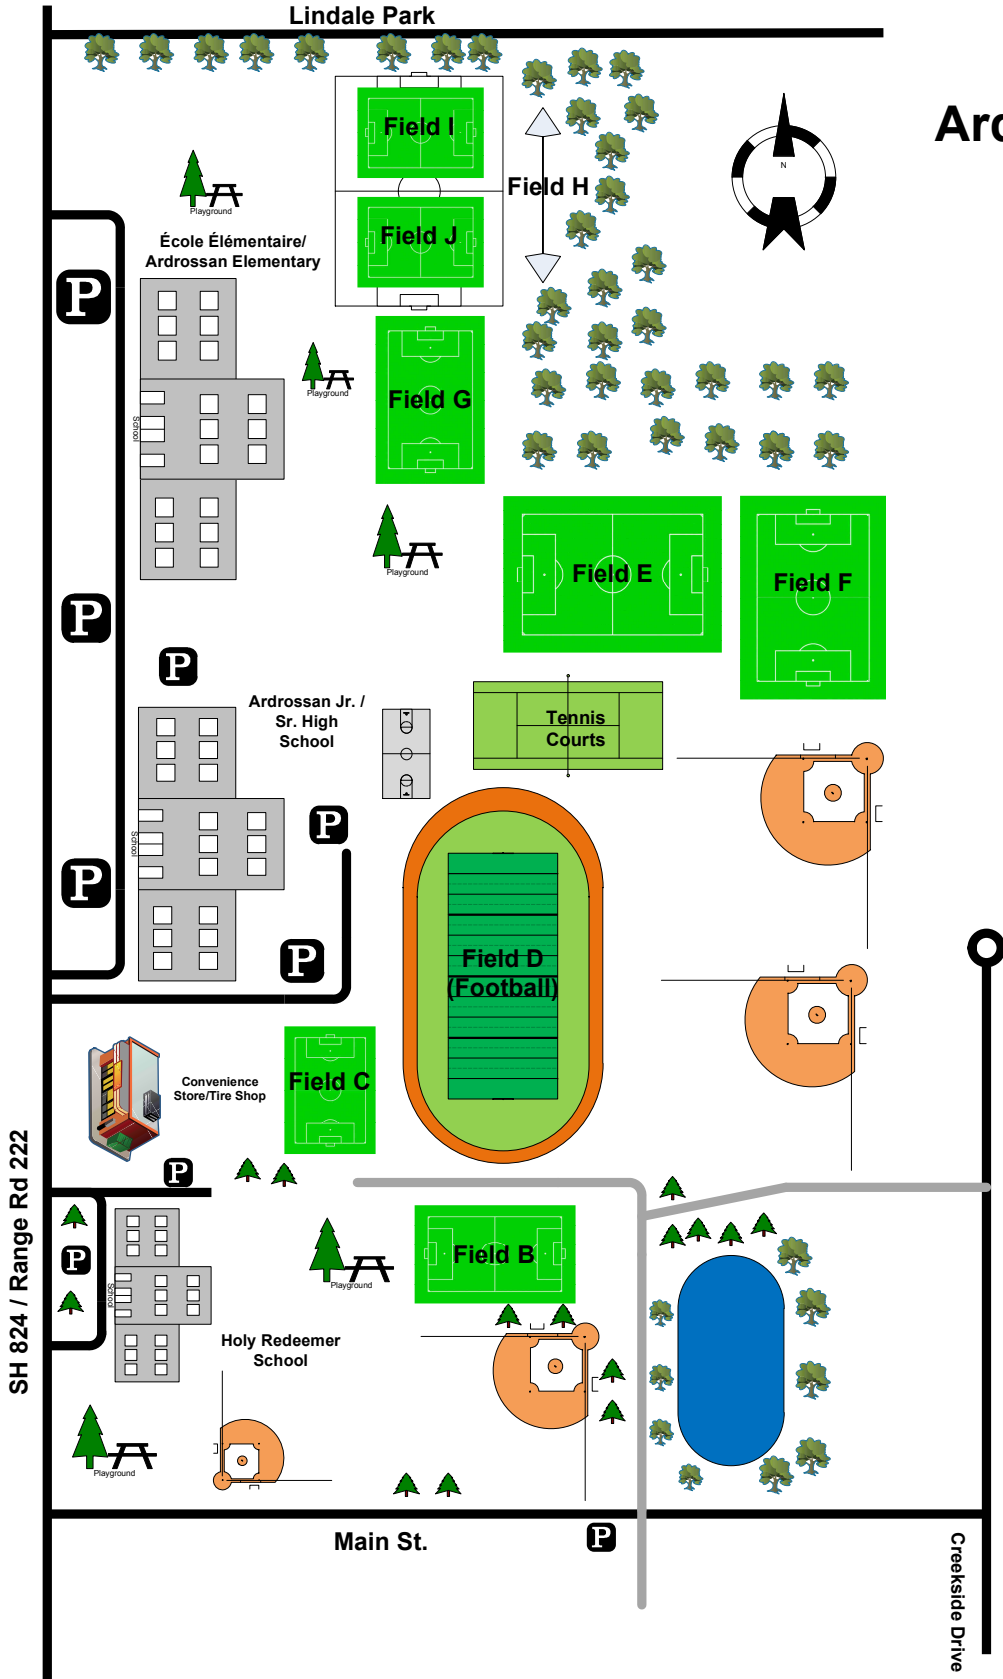 Lindale Park
Arc
Field I
Field H
Field J
N
Playground
École Élémentaire/
Ardrossan Elementary
P
Playground
School
Field G
Playground
Field E
Field F
P
P
Ardrossan Jr. /
Sr. High
School
Tennis
Courts
P
School
P
P
Field D
(Football)
Convenience
Store/Tire Shop
Field C
SH 824 / Range Rd 222
P
P
School
Field B
Playground
Holy Redeemer
School
Playground
Main St.
P
Creekside Drive